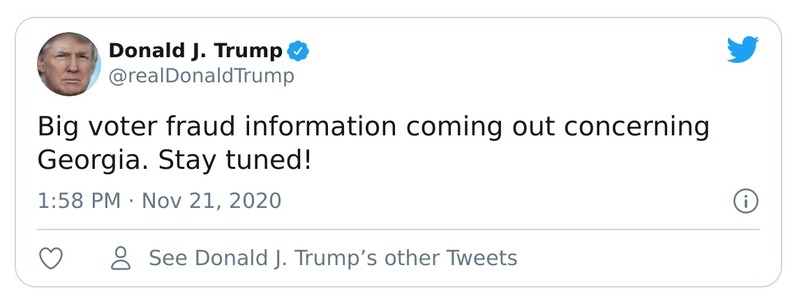 Donald J. Trump
@realDonaldTrump
Big voter fraud information coming out concerning
Georgia. Stay tuned!
1:58 PM · Nov 21, 2020
See Donald J. Trump’s other Tweets